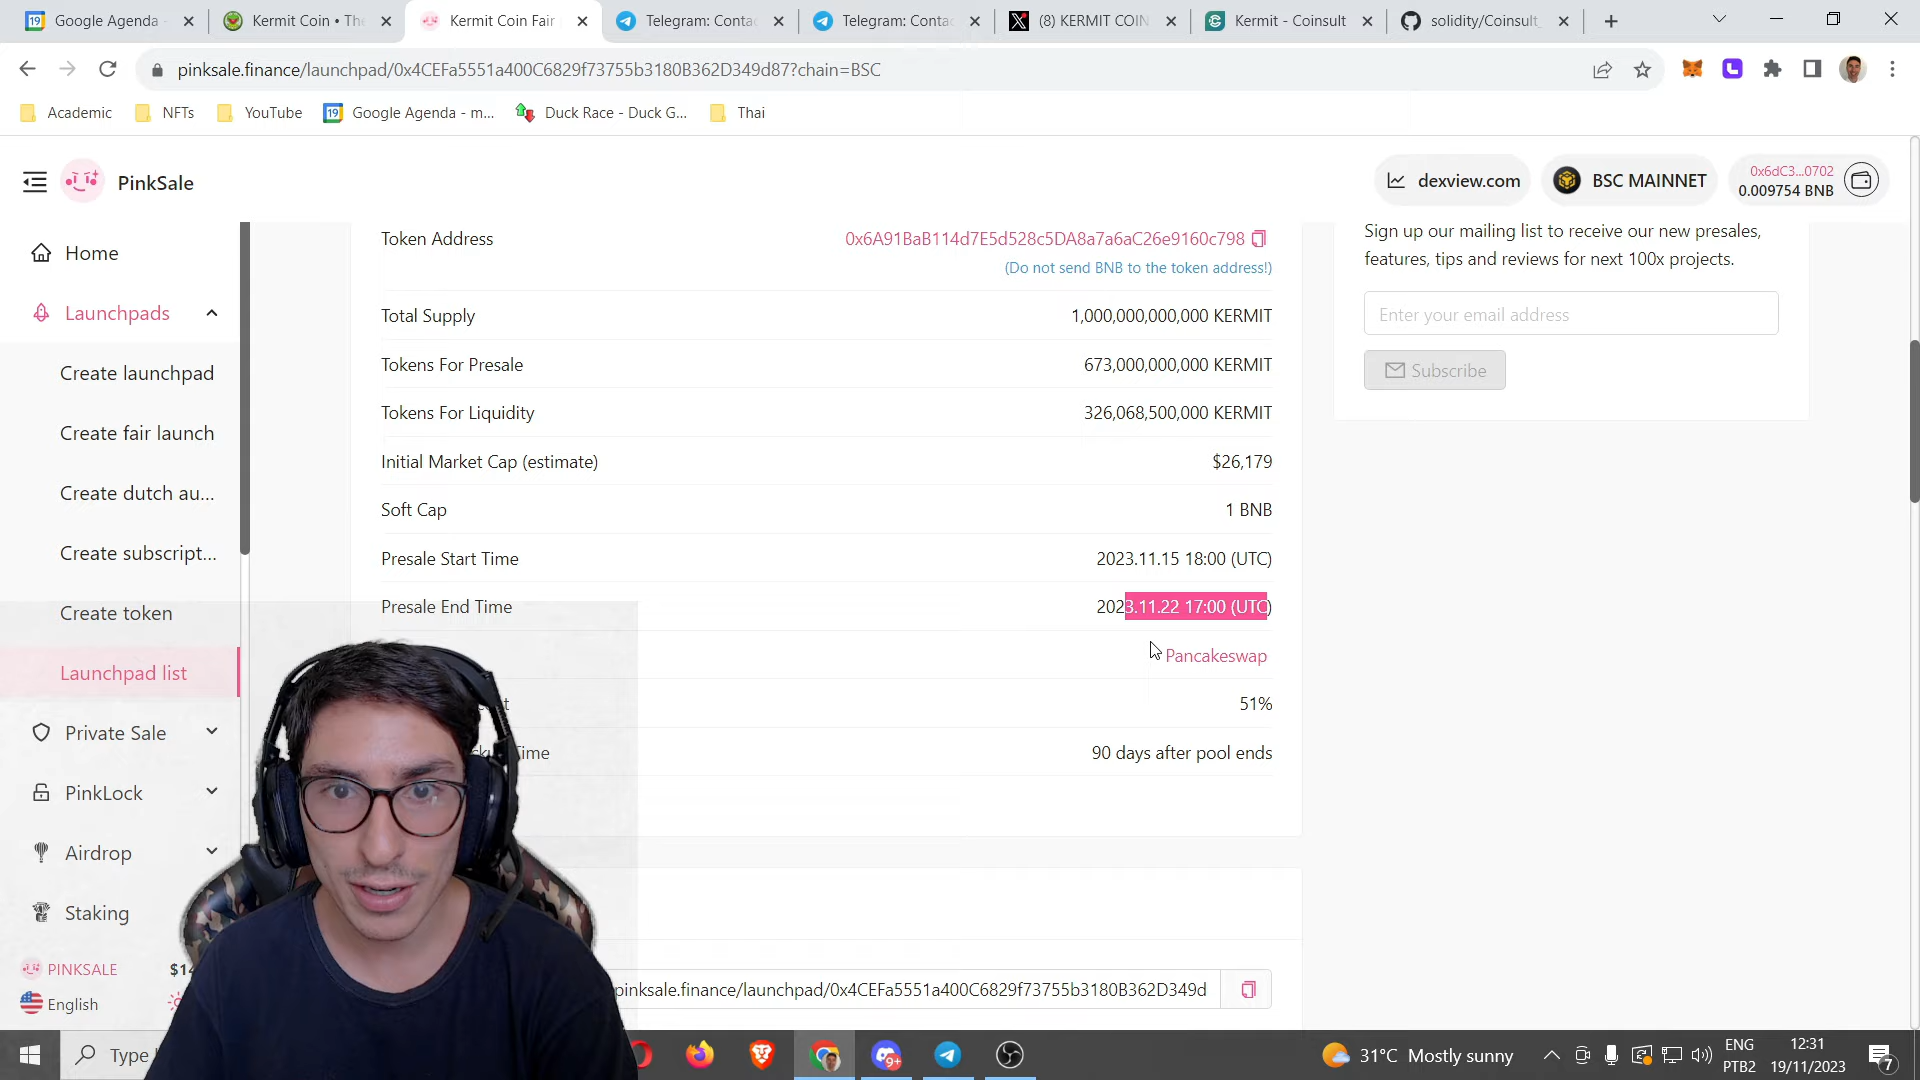 Google Agenda
Kermit Coin • The
Kermit Coin Fair
Telegram: Contac
Telegram: Contac
(8) KERMIT COIN
Kermit - Coinsult
solidity/Coinsult_
pinksale.finance/launchpad/0x4CEFa5551a400C6829f73755b3180B362D349d87?chain=BSC
Academic
NFTs
YouTube
19 Google Agenda - m...
Duck Race - Duck G...
Thai
PinkSale
dexview.com
BSC MAINNET
0x6dC3...0702
0.009754 BNB
Home
Launchpads
Create launchpad
Create fair launch
Create dutch au...
Create subscript...
Create token
Launchpad list
Private Sale
PinkLock
Airdrop
Staking
PINKSALE
English
Token Address 0x6A91BaB114d7E5d528c5DA8a7a6aC26e9160c798
(Do not send BNB to the token address!)
Total Supply 1,000,000,000,000 KERMIT
Tokens For Presale 673,000,000,000 KERMIT
Tokens For Liquidity 326,068,500,000 KERMIT
Initial Market Cap (estimate) $26,179
Soft Cap 1 BNB
Presale Start Time 2023.11.15 18:00 (UTC)
Presale End Time 2023.11.22 17:00 (UTC)
Pancakeswap
51%
Time 90 days after pool ends
pinksale.finance/launchpad/0x4CEFa5551a400C6829f73755b3180B362D349d
Sign up our mailing list to receive our new presales,
features, tips and reviews for next 100x projects.
Enter your email address
Subscribe
Type
9+
31°C Mostly sunny
ENG
PTB2
12:31
19/11/2023
7